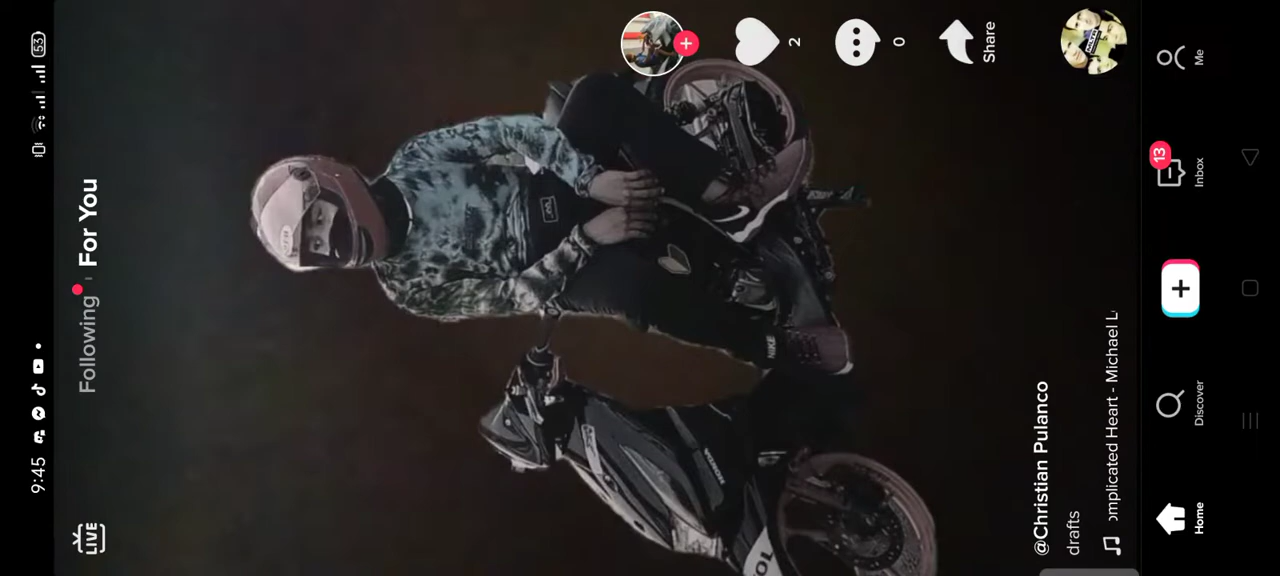 9:45
53
LIVE
Following
For You
NIKE
HONDA
2
0
Share
@Christian Pulanco
drafts
omplicated Heart - Michael L
Home
Discover
13
Inbox
Me